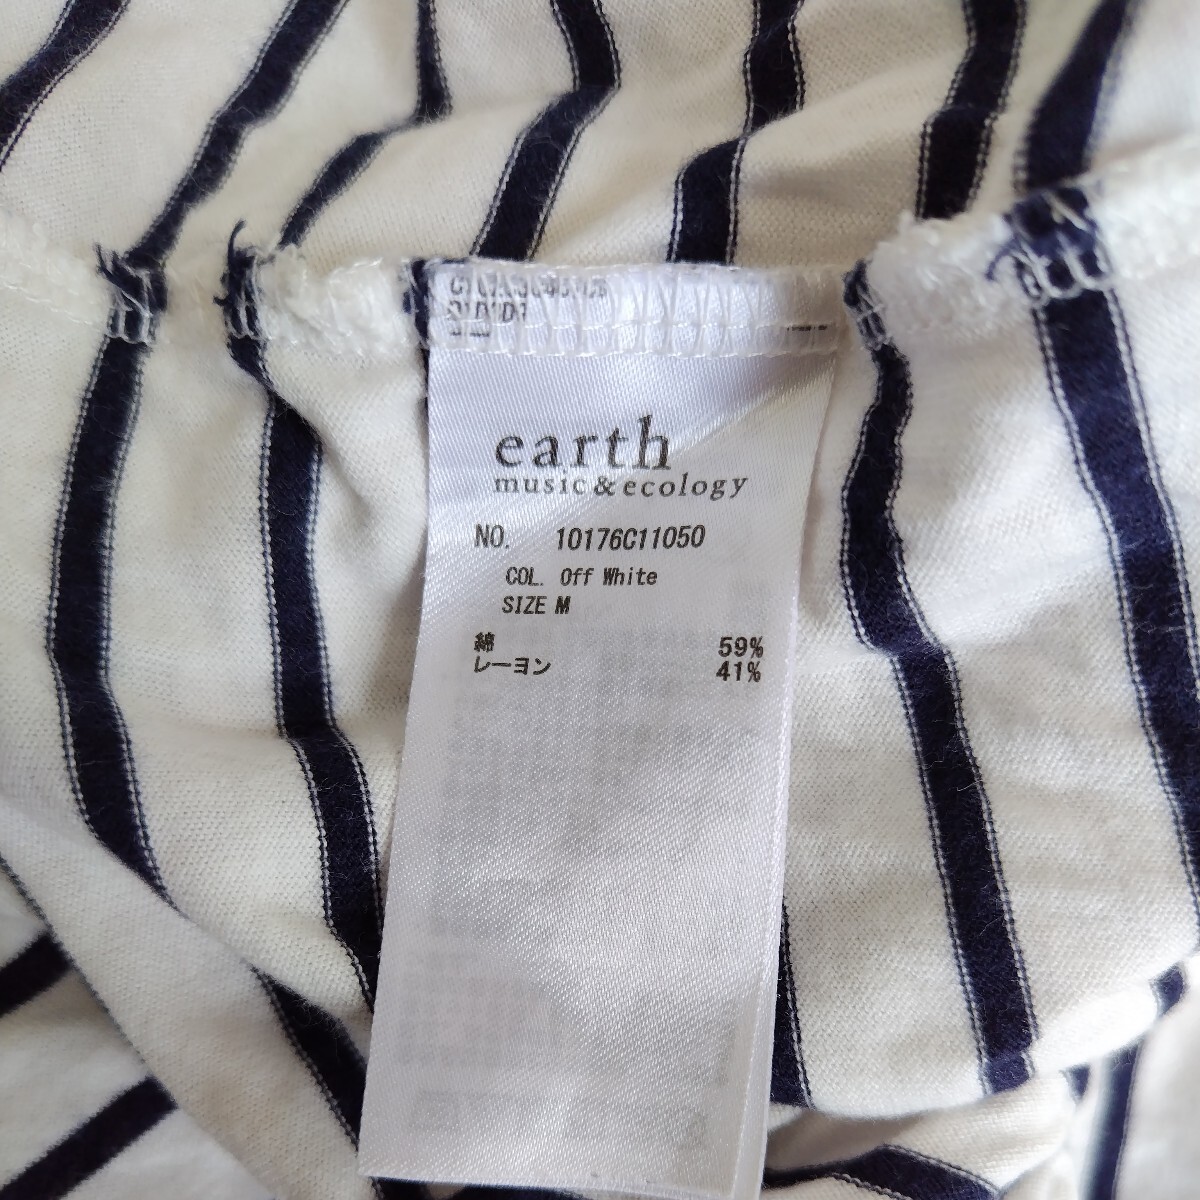 earth
music & ecology
NO. 10176C11050
COL. Off White
SIZE M
綿 59%
レーヨン 41%